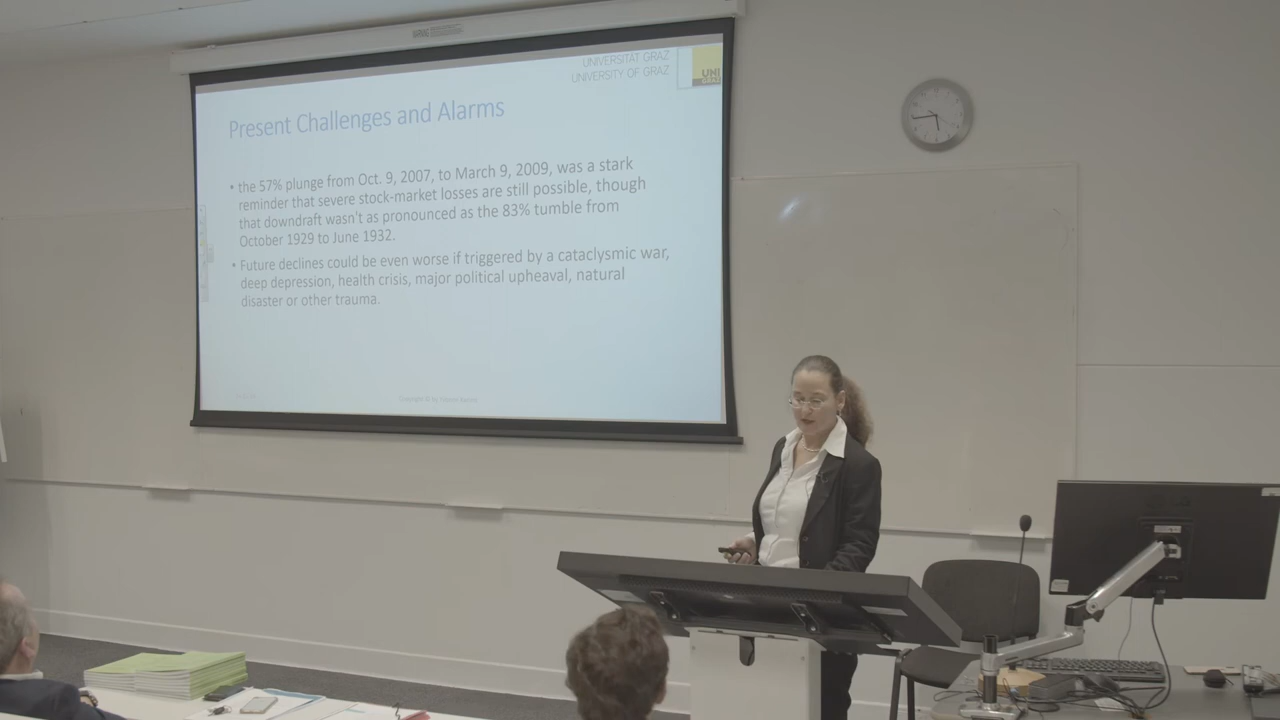 UNIVERSITÄT GRAZ
UNIVERSITY OF GRAZ
UNI
GRAZ
Present Challenges and Alarms
• the 57% plunge from Oct. 9, 2007, to March 9, 2009, was a stark
reminder that severe stock-market losses are still possible, though
that downdraft wasn't as pronounced as the 83% tumble from
October 1929 to June 1932.
• Future declines could be even worse if triggered by a cataclysmic war,
deep depression, health crisis, major political upheaval, natural
disaster or other trauma.
Copyright © by